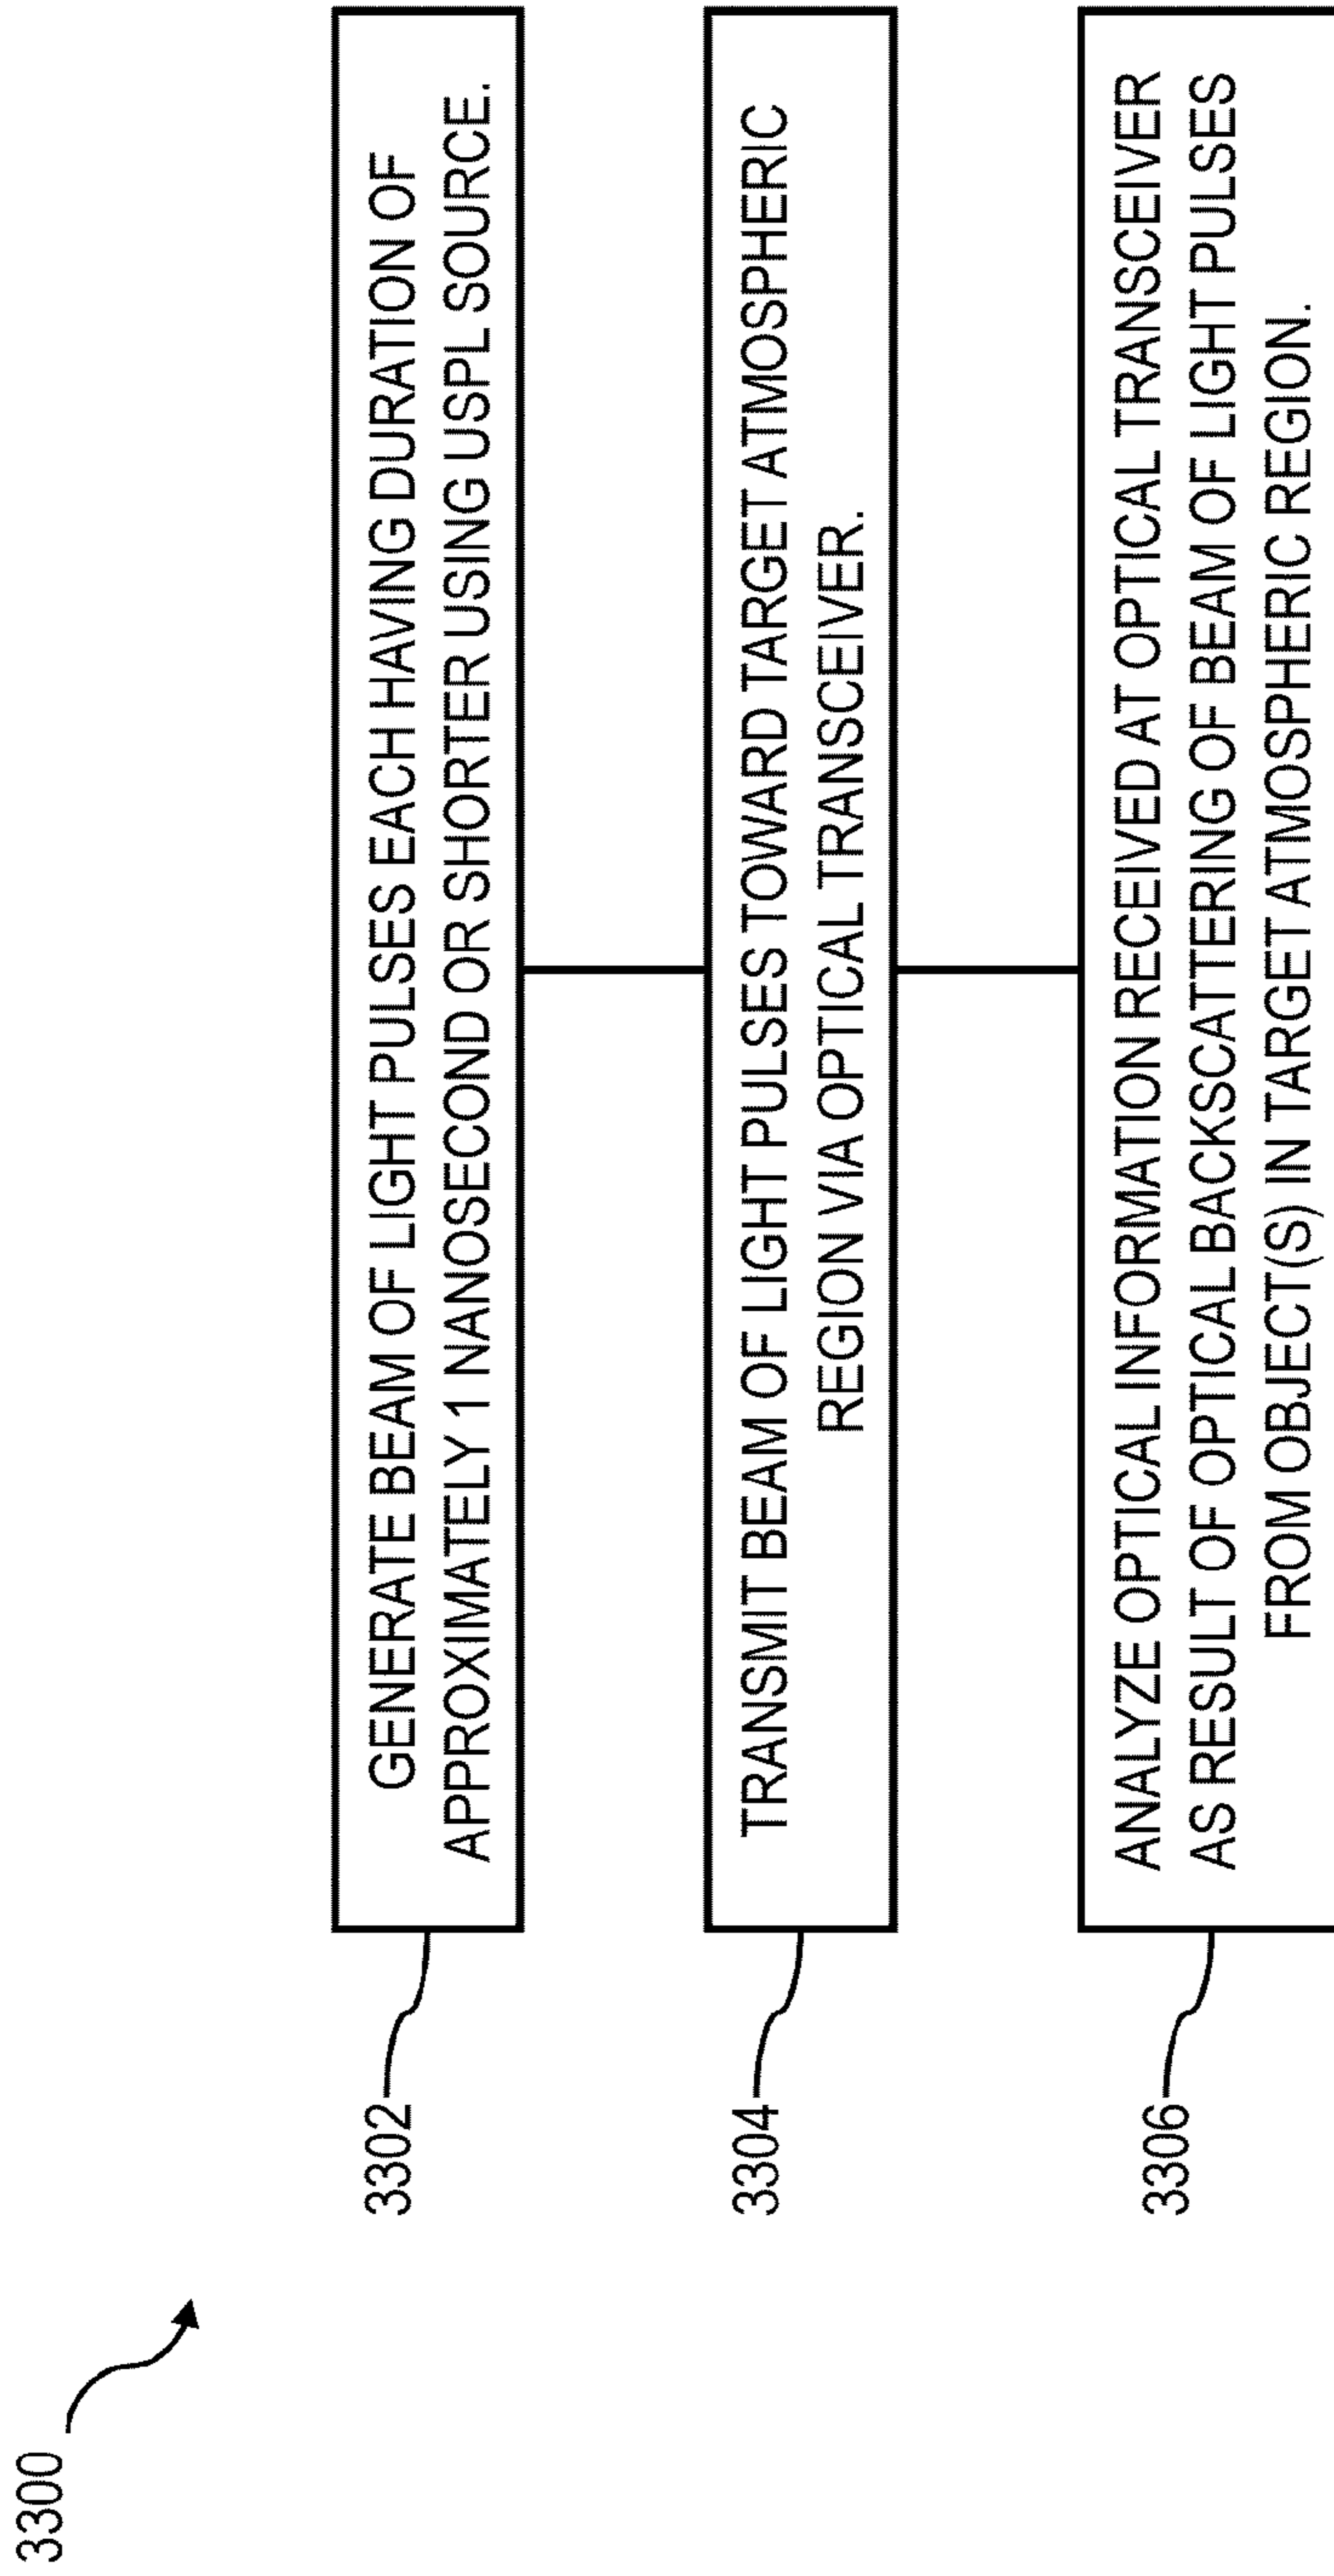 3300
3302
GENERATE BEAM OF LIGHT PULSES EACH HAVING DURATION OF
APPROXIMATELY 1 NANOSECOND OR SHORTER USING USPL SOURCE.
3304
TRANSMIT BEAM OF LIGHT PULSES TOWARD TARGET ATMOSPHERIC
REGION VIA OPTICAL TRANSCEIVER.
3306
ANALYZE OPTICAL INFORMATION RECEIVED AT OPTICAL TRANSCEIVER
AS RESULT OF OPTICAL BACKSCATTERING OF BEAM OF LIGHT PULSES
FROM OBJECT(S) IN TARGET ATMOSPHERIC REGION.